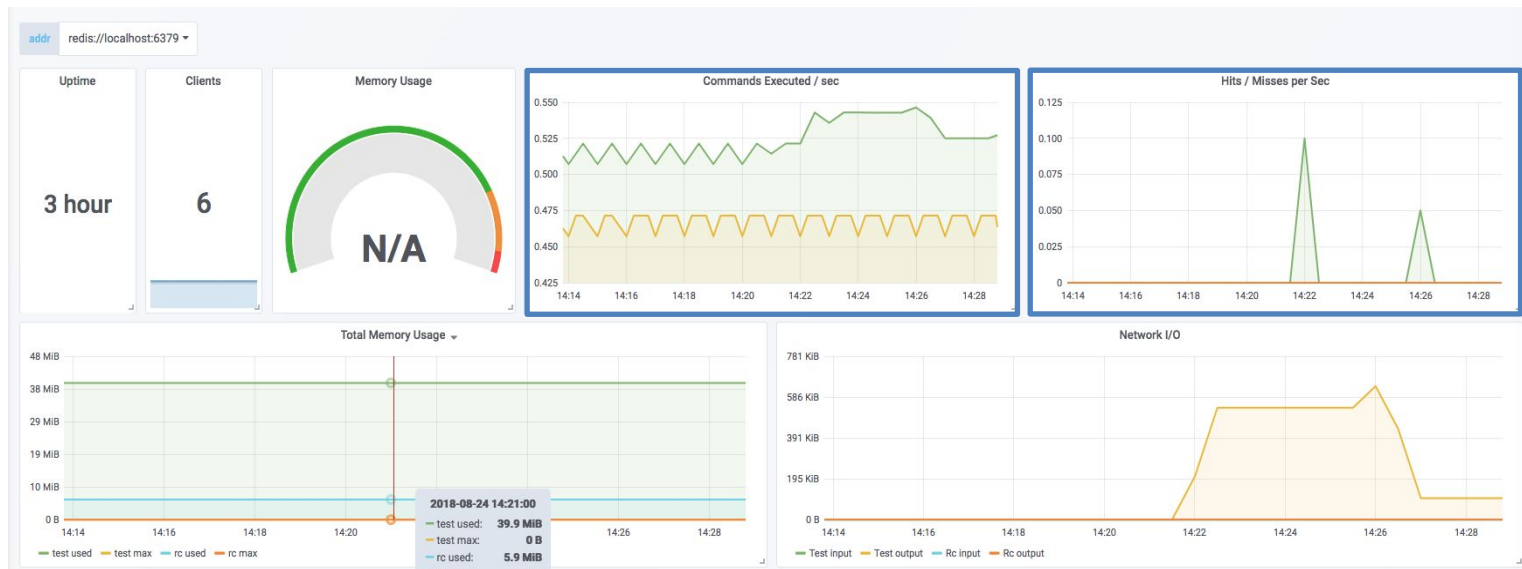 addr redis://localhost:6379
Uptime
3 hour
Clients
6
Memory Usage
N/A
Commands Executed / sec
0.550
0.525
0.500
0.475
0.450
0.425
14:14 14:16 14:18 14:20 14:22 14:24 14:26 14:28
Hits / Misses per Sec
0.125
0.100
0.075
0.050
0.025
0
14:14 14:16 14:18 14:20 14:22 14:24 14:26 14:28
Total Memory Usage
48 MiB
38 MiB
29 MiB
19 MiB
10 MiB
0 B
14:14 14:16 14:18 14:20 14:26 14:28
test used test max rc used rc max
2018-08-24 14:21:00
test used: 39.9 MiB
test max: 0 B
rc used: 5.9 MiB
Network I/O
781 KiB
586 KiB
391 KiB
195 KiB
0 B
14:14 14:16 14:18 14:20 14:22 14:24 14:26 14:28
Test input Test output Rc input Rc output